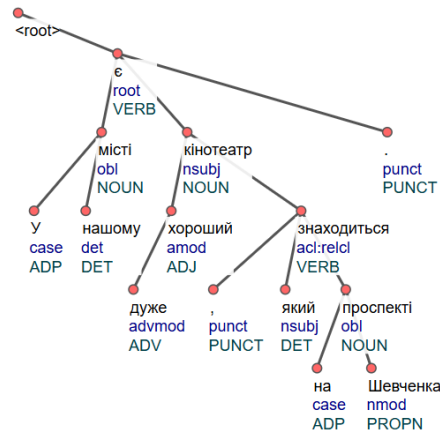 <root>
є
root
VERB
місті
obl
NOUN
кінотеатр
nsubj
NOUN
.
punct
PUNCT
У
case
ADP
нашому
det
DET
хороший
amod
ADJ
знаходиться
acl:relcl
VERB
дуже
advmod
ADV
,
punct
PUNCT
який
nsubj
DET
проспекті
obl
NOUN
на
case
ADP
Шевченка
nmod
PROPN